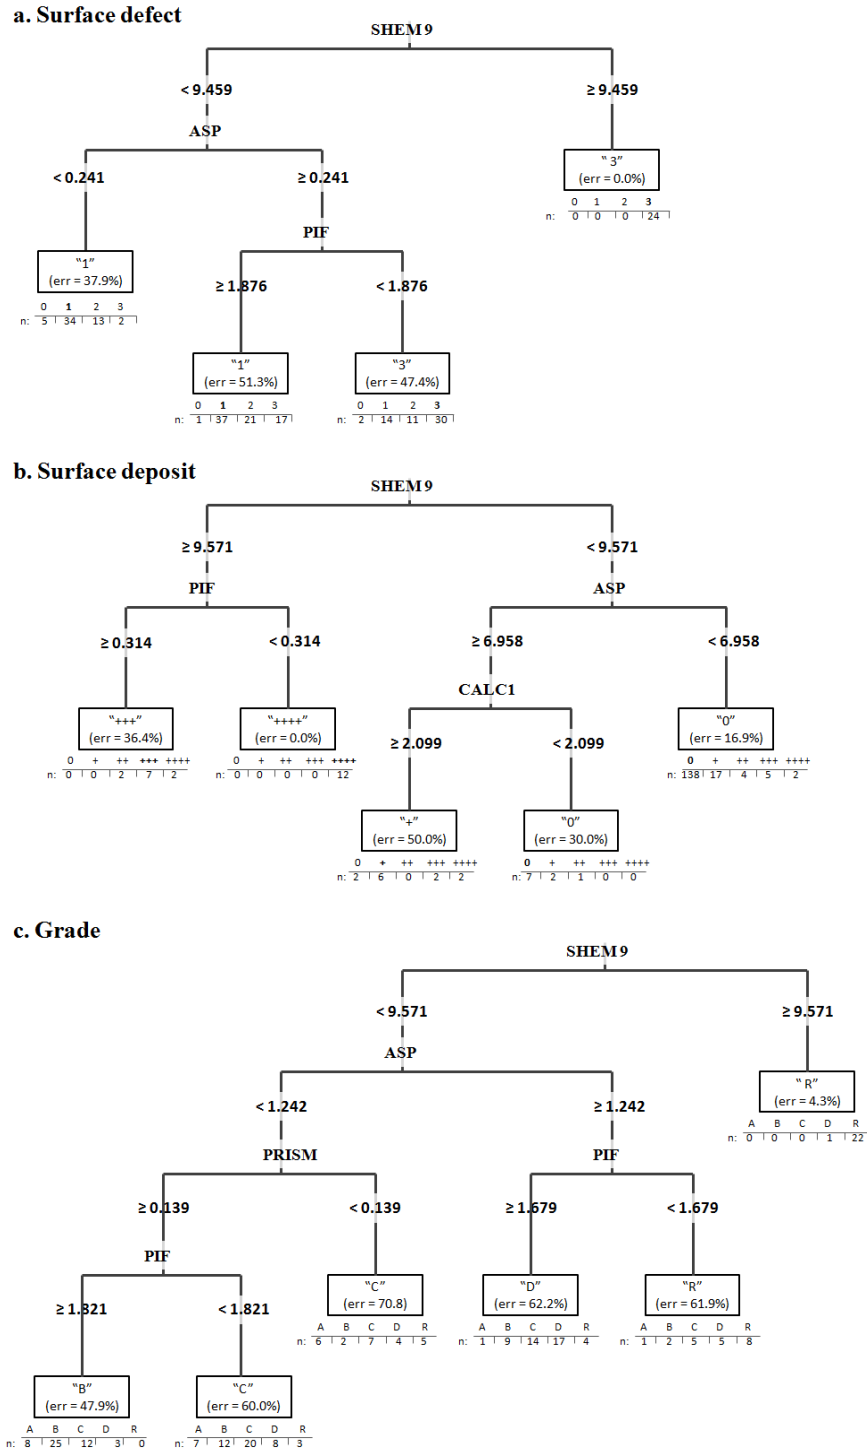 a. Surface defect
SHEM 9
< 9.459 ≥ 9.459
ASP
"3"
(err = 0.0%)
< 0.241 ≥ 0.241
0 1 2 3
n: 0 0 0 24
PIF
"1"
(err = 37.9%)
≥ 1.876 < 1.876
0 1 2 3
n: 5 34 13 2
"1" "3"
(err = 51.3%) (err = 47.4%)
0 1 2 3 0 1 2 3
n: 1 37 21 17 n: 2 14 11 30
b. Surface deposit
SHEM 9
≥ 9.571 < 9.571
PIF ASP
≥ 0.314 < 0.314 ≥ 6.958 < 6.958
CALC1
"+++" "++++" "0"
(err = 36.4%) (err = 0.0%) (err = 16.9%)
≥ 2.099 < 2.099
0 + ++ +++ ++++ 0 + ++ +++ ++++ 0 + ++ +++ ++++
n: 0 0 2 7 2 n: 0 0 0 0 12 n: 138 17 4 5 2
"+" "0"
(err = 50.0%) (err = 30.0%)
0 + ++ +++ ++++ 0 + ++ +++ ++++
n: 2 6 0 2 2 n: 7 2 1 0 0
c. Grade
SHEM 9
< 9.571 ≥ 9.571
ASP
"R"
(err = 4.3%)
< 1.242 ≥ 1.242
A B C D R
n: 0 0 0 1 22
PRISM PIF
≥ 0.139 < 0.139 ≥ 1.679 < 1.679
PIF
"C" "D" "R"
(err = 70.8) (err = 62.2%) (err = 61.9%)
≥ 1.821 < 1.821
A B C D R A B C D R A B C D R
n: 6 2 7 4 5 n: 1 9 14 17 4 n: 1 2 5 5 8
"B" "C"
(err = 47.9%) (err = 60.0%)
A B C D R A B C D R
n: 8 25 12 3 0 n: 7 12 20 8 3